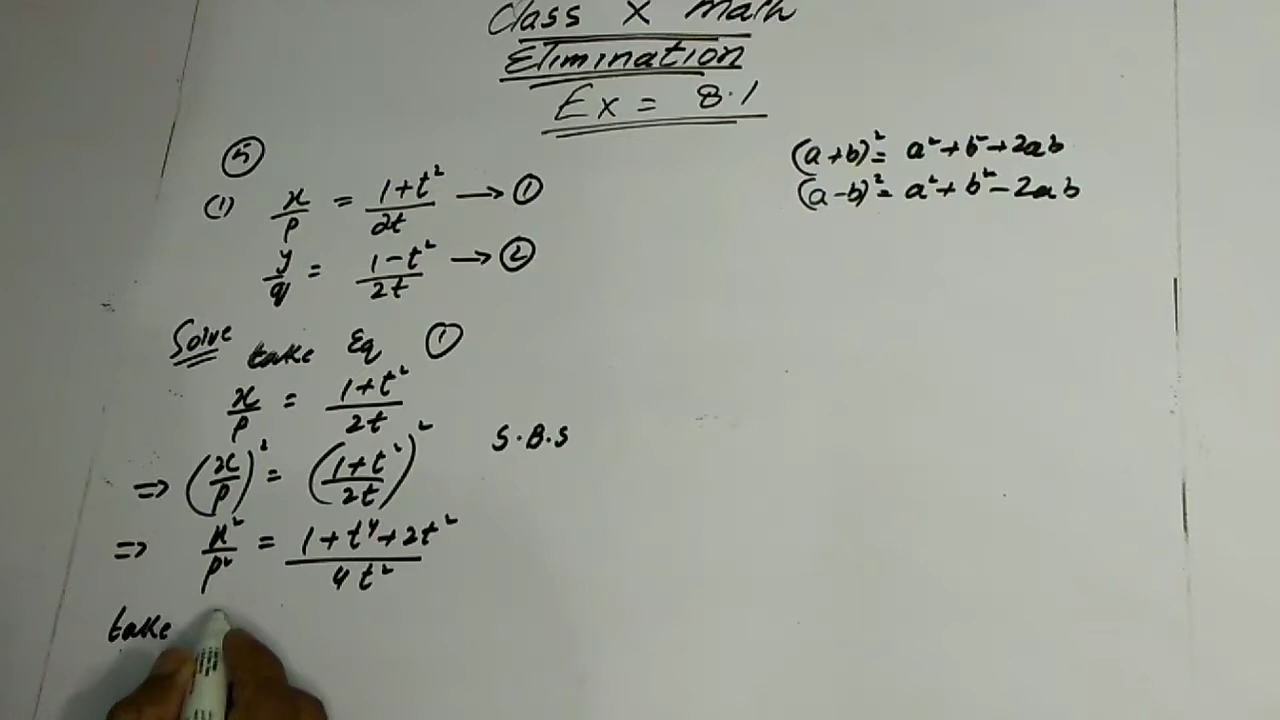 Class X Math
Elimination
Ex = 8.1
(a+b)² = a²+b²+2ab
(a-b)² = a²+b²-2ab
⑤
(1) x/p = (1+t²)/2t → ①
y/q = (1-t²)/2t → ②
Solve take Eq ①
x/p = (1+t²)/2t
⇒ (x/p)² = ((1+t²)/2t)² S.B.S
⇒ x²/p² = (1+t⁴+2t²)/4t²
take